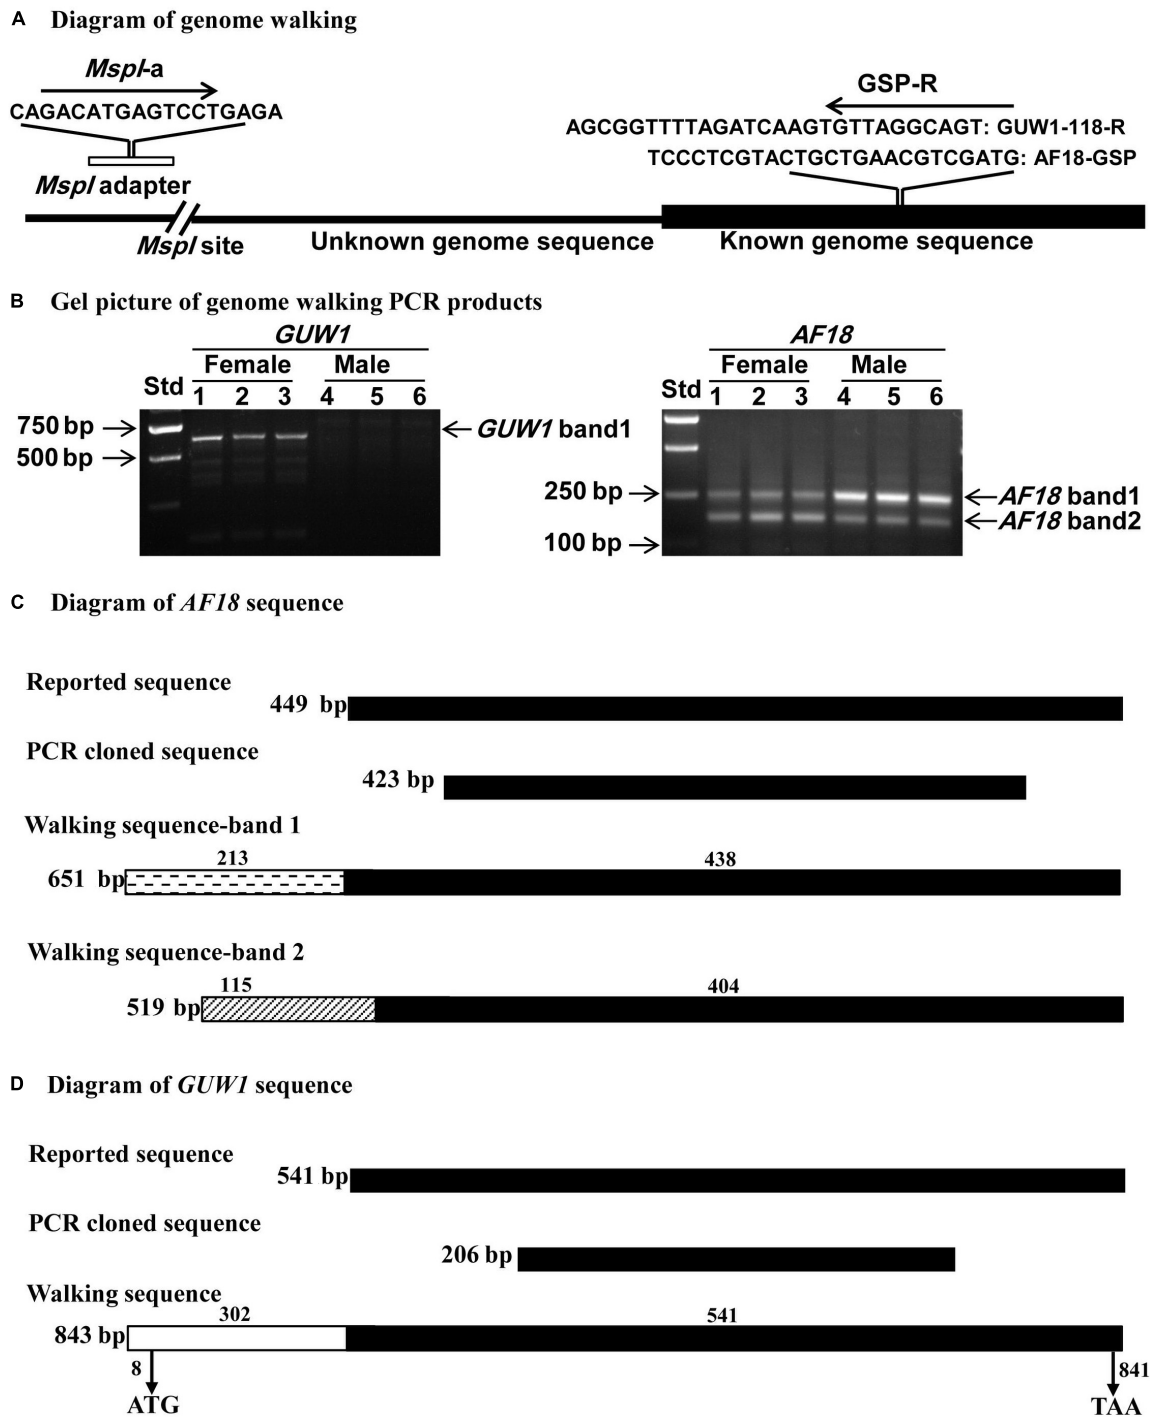 A Diagram of genome walking
MspI-a
CAGACATGAGTCCTGAGA
GSP-R
AGCGGTTTTAGATCAAGTGTTAGGCAGT: GUW1-118-R
TCCCTCGTACTGCTGAACGTCGATG: AF18-GSP
MspI adapter
MspI site
Unknown genome sequence
Known genome sequence
B Gel picture of genome walking PCR products
GUW1
Female Male
Std 1 2 3 4 5 6
750 bp
500 bp
GUW1 band1
AF18
Female Male
Std 1 2 3 4 5 6
250 bp
100 bp
AF18 band1
AF18 band2
C Diagram of AF18 sequence
Reported sequence
449 bp
PCR cloned sequence
423 bp
Walking sequence-band 1
213 438
651 bp
Walking sequence-band 2
115 404
519 bp
D Diagram of GUW1 sequence
Reported sequence
541 bp
PCR cloned sequence
206 bp
Walking sequence
302 541
843 bp
8 841
ATG TAA